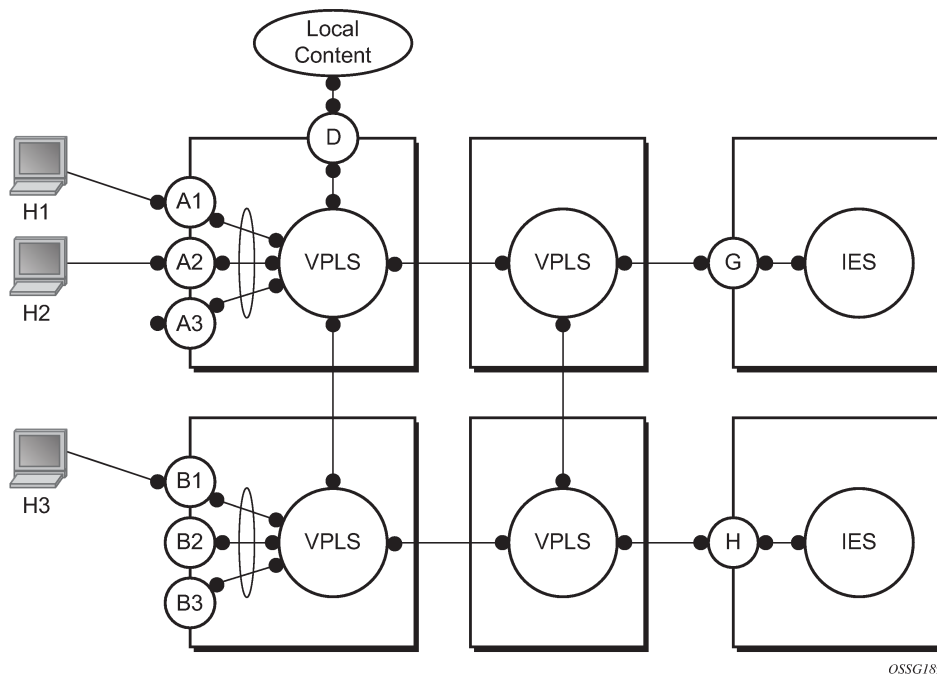 Local
Content
D
H1
A1
A2
VPLS
VPLS
G
IES
H2
A3
H3
B1
B2
VPLS
VPLS
H
IES
B3
OSSG18